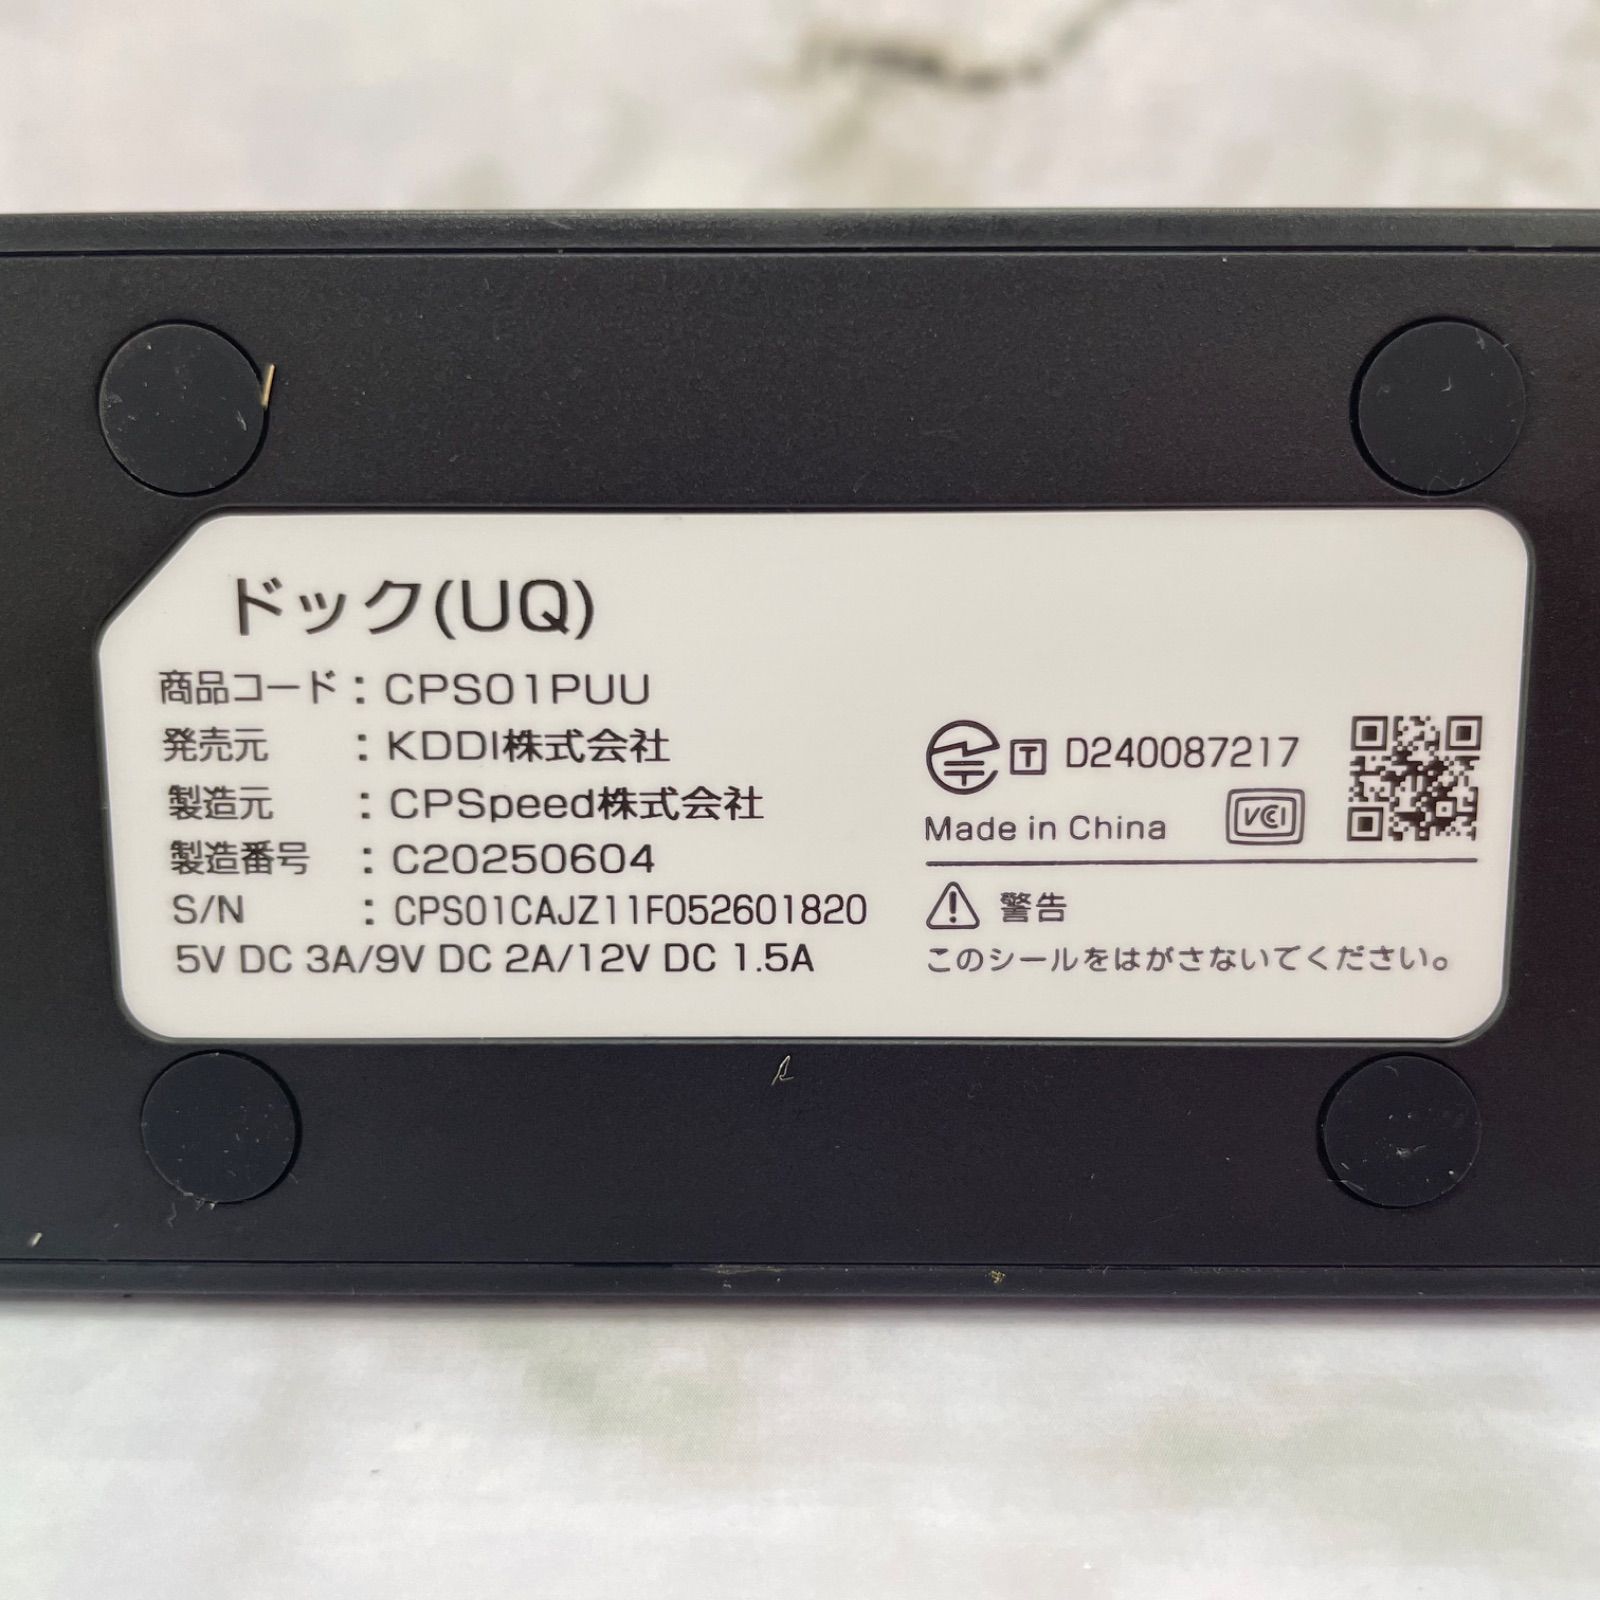 ドック(UQ)
商品コード：CPS01PUU
発売元：KDDI株式会社
製造元：CPSpeed株式会社
製造番号：C20250604
S/N：CPS01CAJZ11F052601820
5V DC 3A/9V DC 2A/12V DC 1.5A
T D240087217
Made in China
VCCI
警告
このシールをはがさないでください。